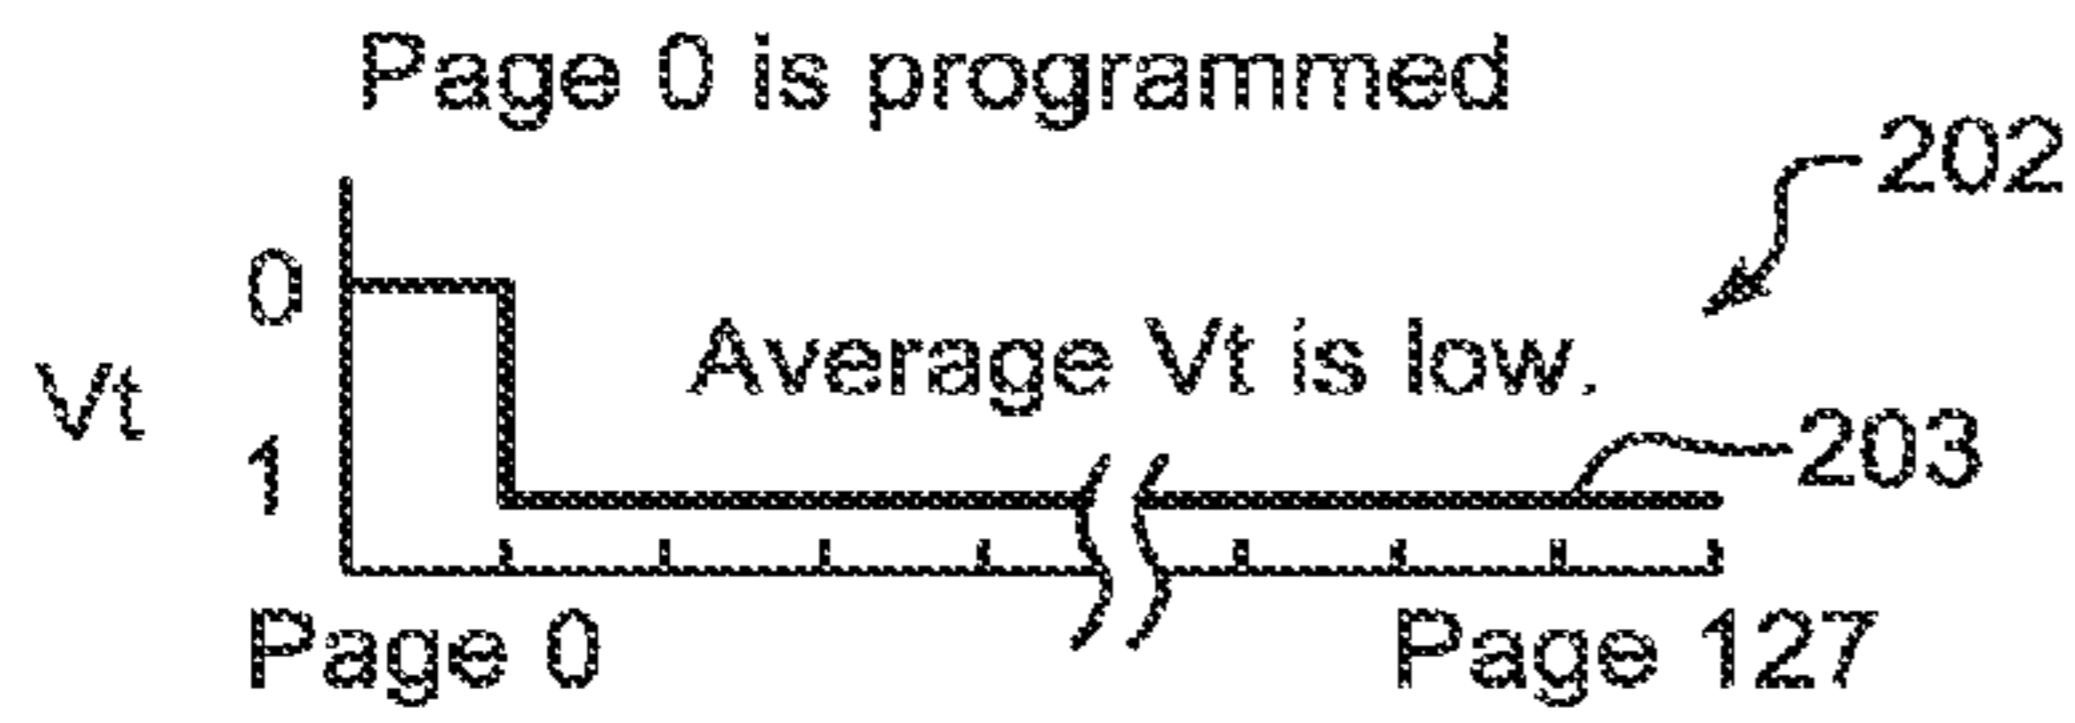 Page 0 is programmed
202
0
Average Vt is low.
Vt
1
203
Page 0
Page 127